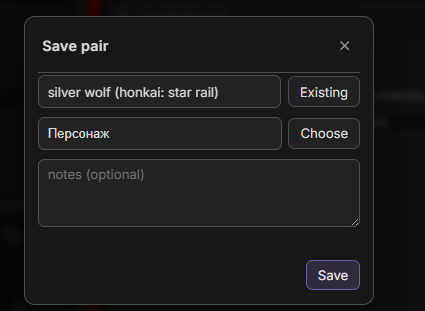 Save pair
silver wolf (honkai: star rail) Existing
Персонаж Choose
notes (optional)
Save